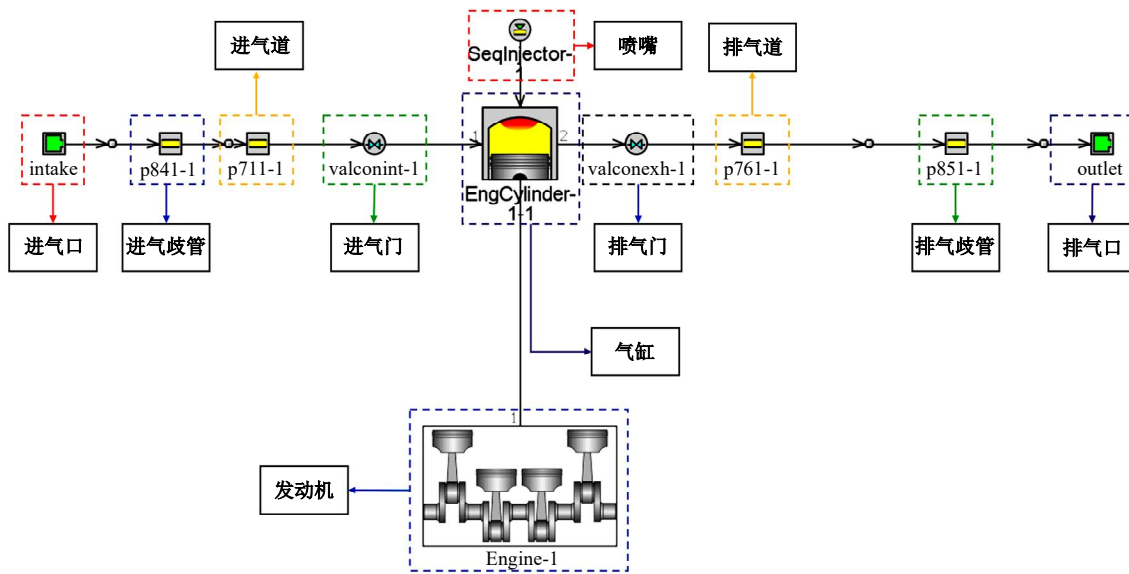 进气道
喷嘴
排气道
SeqInjector-
1
intake
p841-1
p711-1
valconint-1
1
2
EngCylinder-
1-1
valconexh-1
p761-1
p851-1
outlet
进气口
进气歧管
进气门
排气门
排气歧管
排气口
气缸
1
发动机
Engine-1